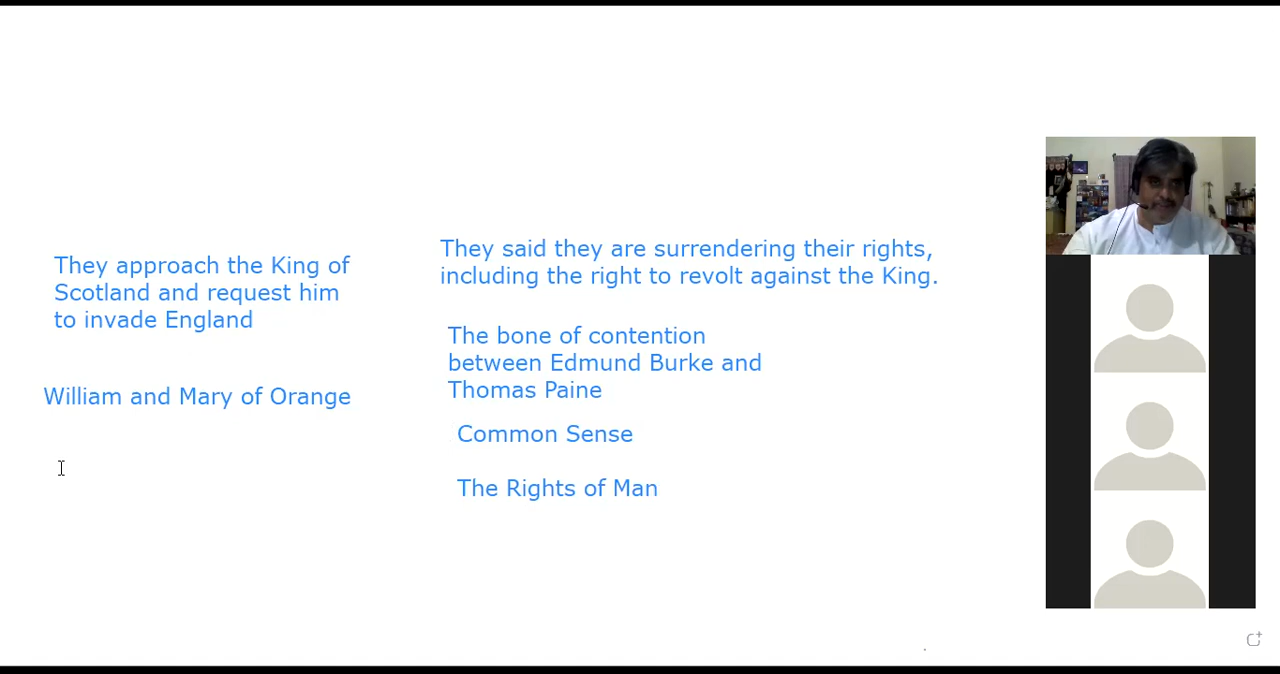 They approach the King of
Scotland and request him
to invade England
William and Mary of Orange
They said they are surrendering their rights,
including the right to revolt against the King.
The bone of contention
between Edmund Burke and
Thomas Paine
Common Sense
The Rights of Man